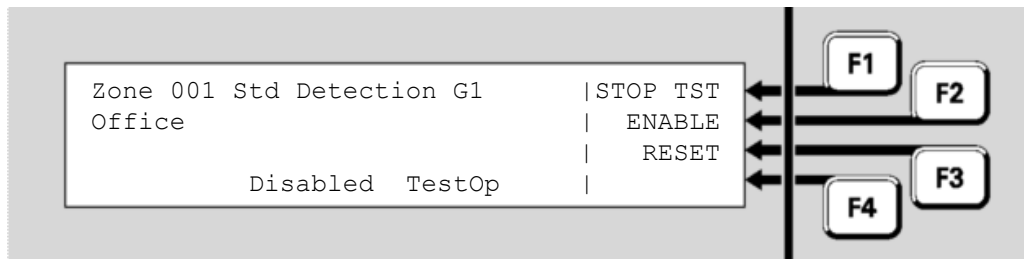 Zone 001 Std Detection G1 |STOP TST
Office | ENABLE
| RESET
Disabled TestOp |
F1
F2
F3
F4